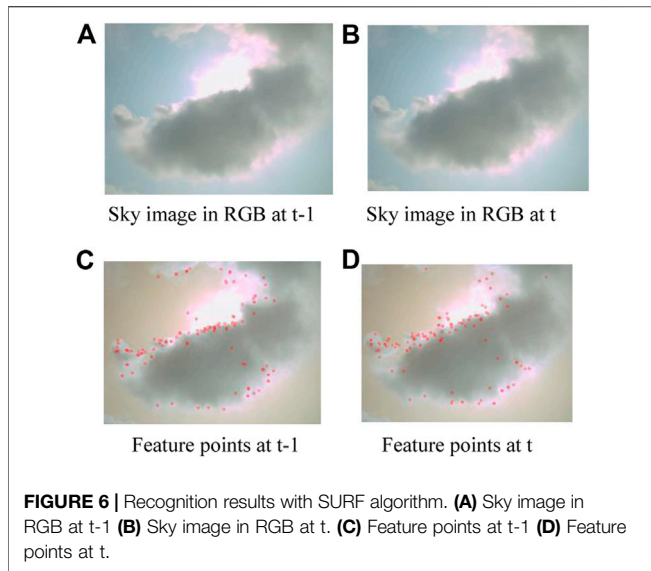 A
B
Sky image in RGB at t-1
Sky image in RGB at t
C
D
Feature points at t-1
Feature points at t
FIGURE 6 | Recognition results with SURF algorithm. (A) Sky image in
RGB at t-1 (B) Sky image in RGB at t. (C) Feature points at t-1 (D) Feature
points at t.